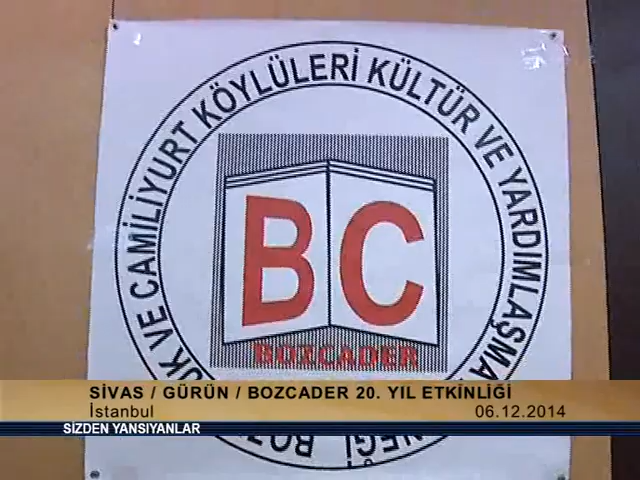 UK VE CAMİLİYURT KÖYLÜLERİ KÜLTÜR VE YARDIMLAŞMA
BC
BOZCADER
SİVAS / GÜRÜN / BOZCADER 20. YIL ETKİNLİĞİ
İstanbul 06.12.2014
SİZDEN YANSIYANLAR